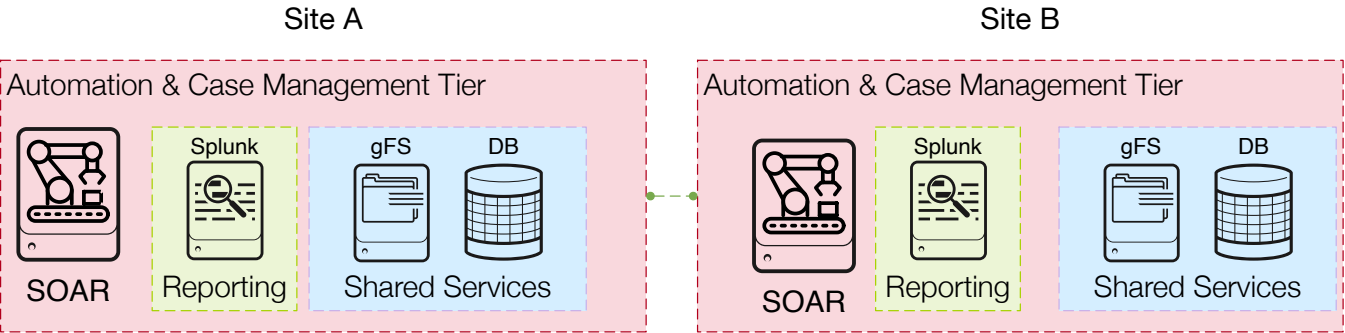 Site A
Site B
Automation & Case Management Tier
Splunk
gFS
DB
SOAR
Reporting
Shared Services
Automation & Case Management Tier
Splunk
gFS
DB
SOAR
Reporting
Shared Services